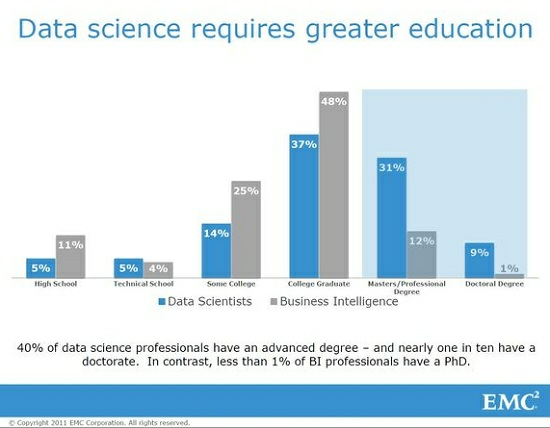 Data science requires greater education
48%
37%
31%
25%
14%
12%
11%
9%
5%
5%
4%
1%
High School
Technical School
Some College
College Graduate
Masters/Professional
Degree
Doctoral Degree
Data Scientists
Business Intelligence
40% of data science professionals have an advanced degree – and nearly one in ten have a
doctorate. In contrast, less than 1% of BI professionals have a PhD.
EMC²
© Copyright 2011 EMC Corporation. All rights reserved.